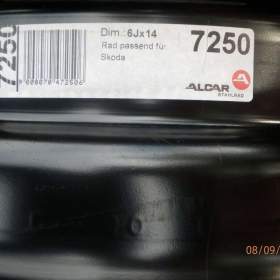 7250
Dim.: 6Jx14
Rad passend für
Skoda
7250
ALCAR
STAHLRAD
08/09